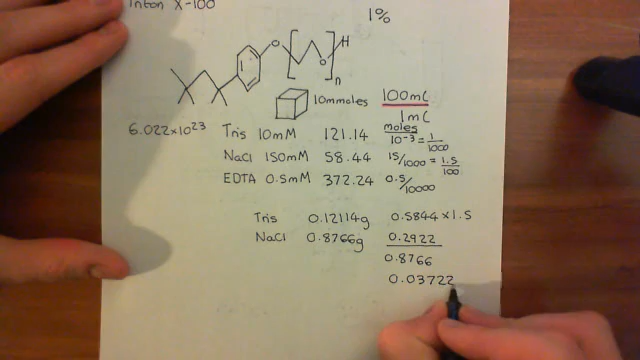 Triton X-100
1%
O
H
O
n
10mmoles 100mL
1mL
6.022x10²³ Tris 10mM 121.14 moles 10⁻³ = 1/1000
NaCl 150mM 58.44 15/1000 = 1.5/100
EDTA 0.5mM 372.24 0.5/10000
Tris 0.12114g 0.5844 x 1.5
NaCl 0.8766g 0.2922
0.8766
0.03722